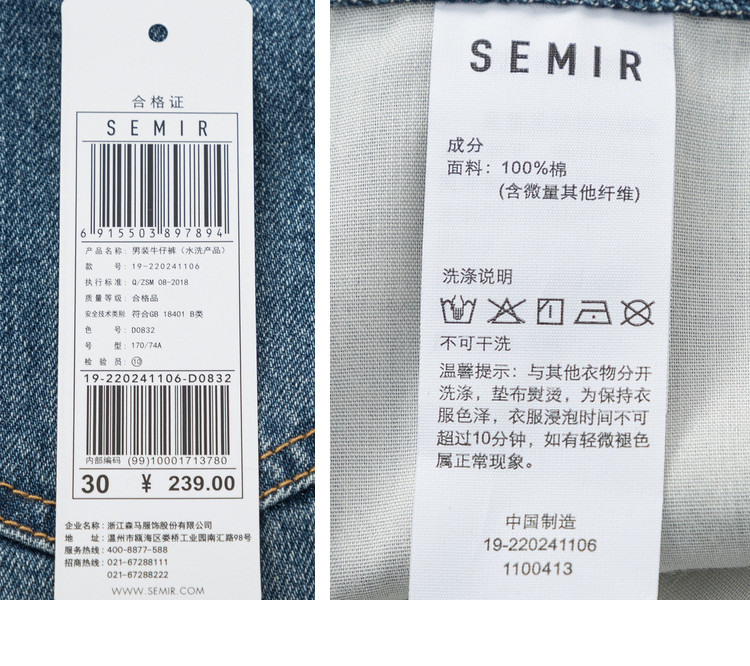 合格证
SEMIR
6 915503 897894
产品名称: 男装牛仔裤（水洗产品）
款 号: 19-220241106
执行标准: Q/ZSM 08-2018
质量等级: 合格品
安全技术类别 符合GB 18401 B类
色 号: D0832
号 型: 170/74A
检 验 员: 10
19-220241106-D0832
内部编码 (99)10001713780
30 ¥ 239.00
企业名称: 浙江森马服饰股份有限公司
地 址: 温州市瓯海区娄桥工业园南汇路98号
服务热线: 400-8877-588
招商热线: 021-67288111
021-67288222
WWW.SEMIR.COM
SEMIR
成分
面料: 100%棉
(含微量其他纤维)
洗涤说明
不可干洗
温馨提示: 与其他衣物分开
洗涤, 垫布熨烫, 为保持衣
服色泽, 衣服浸泡时间不可
超过10分钟, 如有轻微褪色
属正常现象。
中国制造
19-220241106
1100413